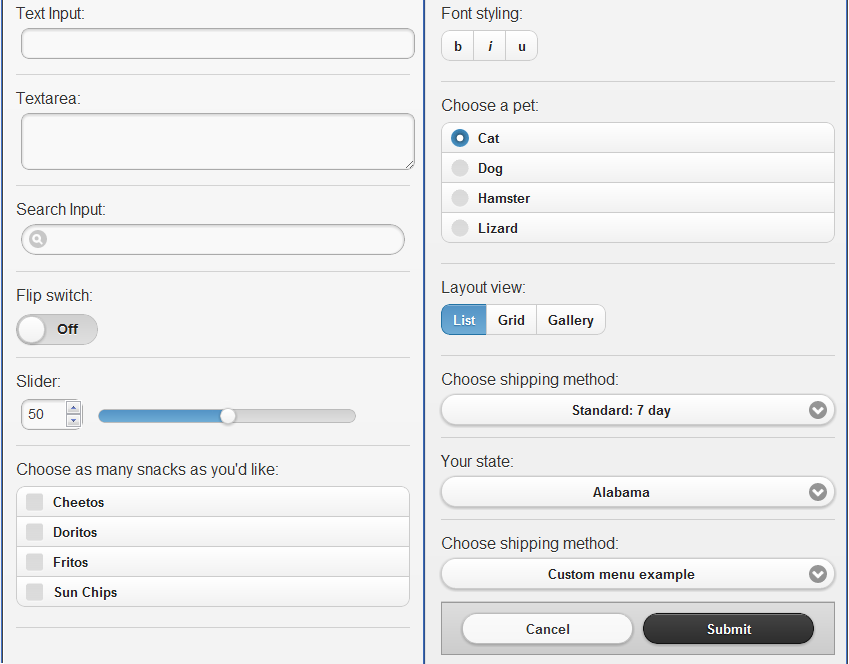 Text Input:
Textarea:
Search Input:
Flip switch:
Off
Slider:
50
Choose as many snacks as you'd like:
Cheetos
Doritos
Fritos
Sun Chips
Font styling:
b i u
Choose a pet:
Cat
Dog
Hamster
Lizard
Layout view:
List Grid Gallery
Choose shipping method:
Standard: 7 day
Your state:
Alabama
Choose shipping method:
Custom menu example
Cancel Submit